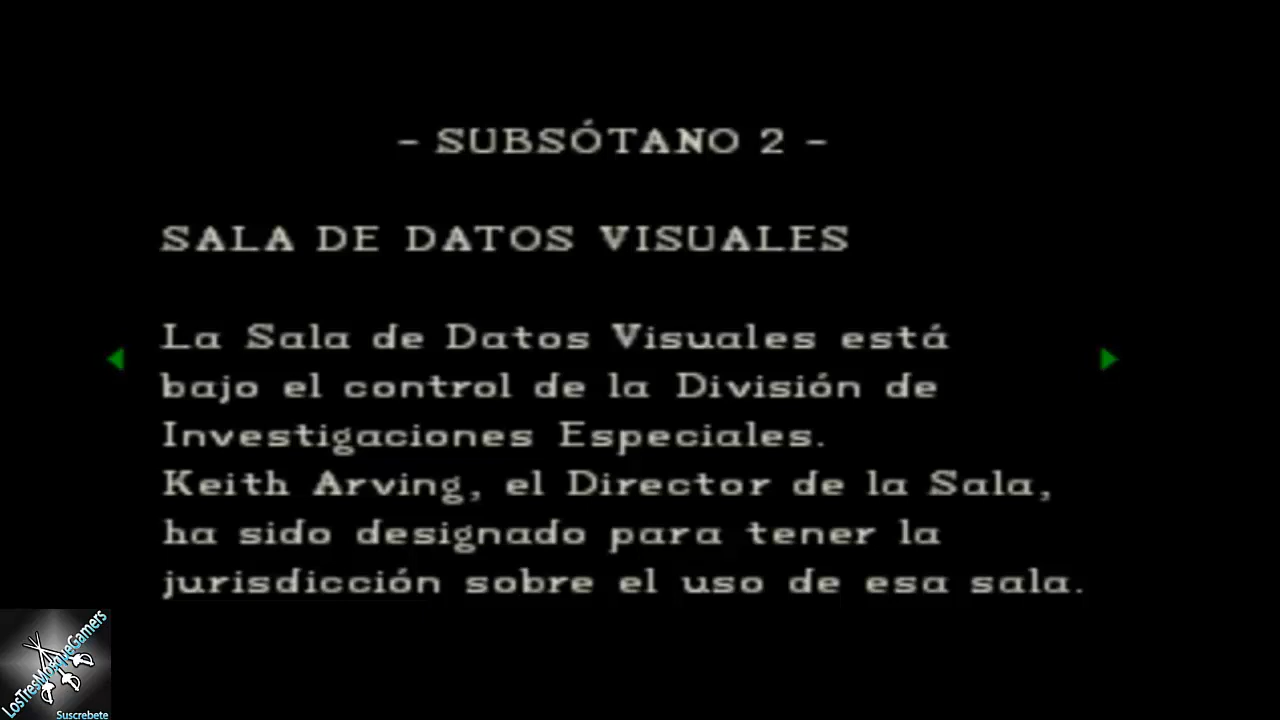 - SUBSÓTANO 2 -
SALA DE DATOS VISUALES
La Sala de Datos Visuales está
bajo el control de la División de
Investigaciones Especiales.
Keith Arving, el Director de la Sala,
ha sido designado para tener la
jurisdicción sobre el uso de esa sala.
LosTresMosqueGamers
Suscrebete